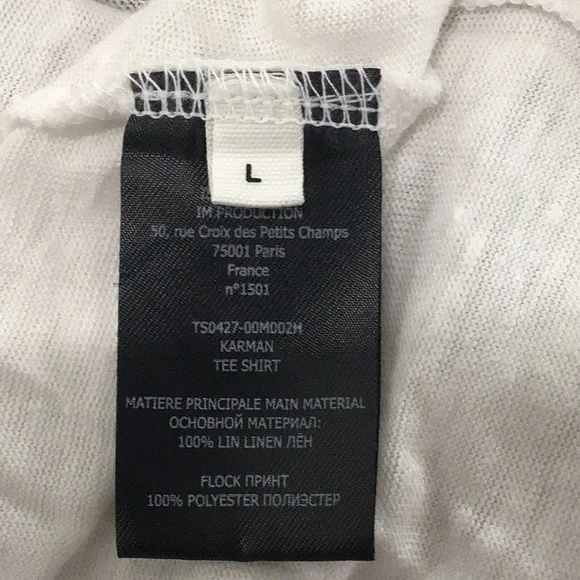 L
IM PRODUCTION
50, rue Croix des Petits Champs
75001 Paris
France
n°1501
TS0427-00M002H
KARMAN
TEE SHIRT
MATIERE PRINCIPALE MAIN MATERIAL
ОСНОВНОЙ МАТЕРИАЛ:
100% LIN LINEN ЛЁН
FLOCK ПРИНТ
100% POLYESTER ПОЛИЭСТЕР